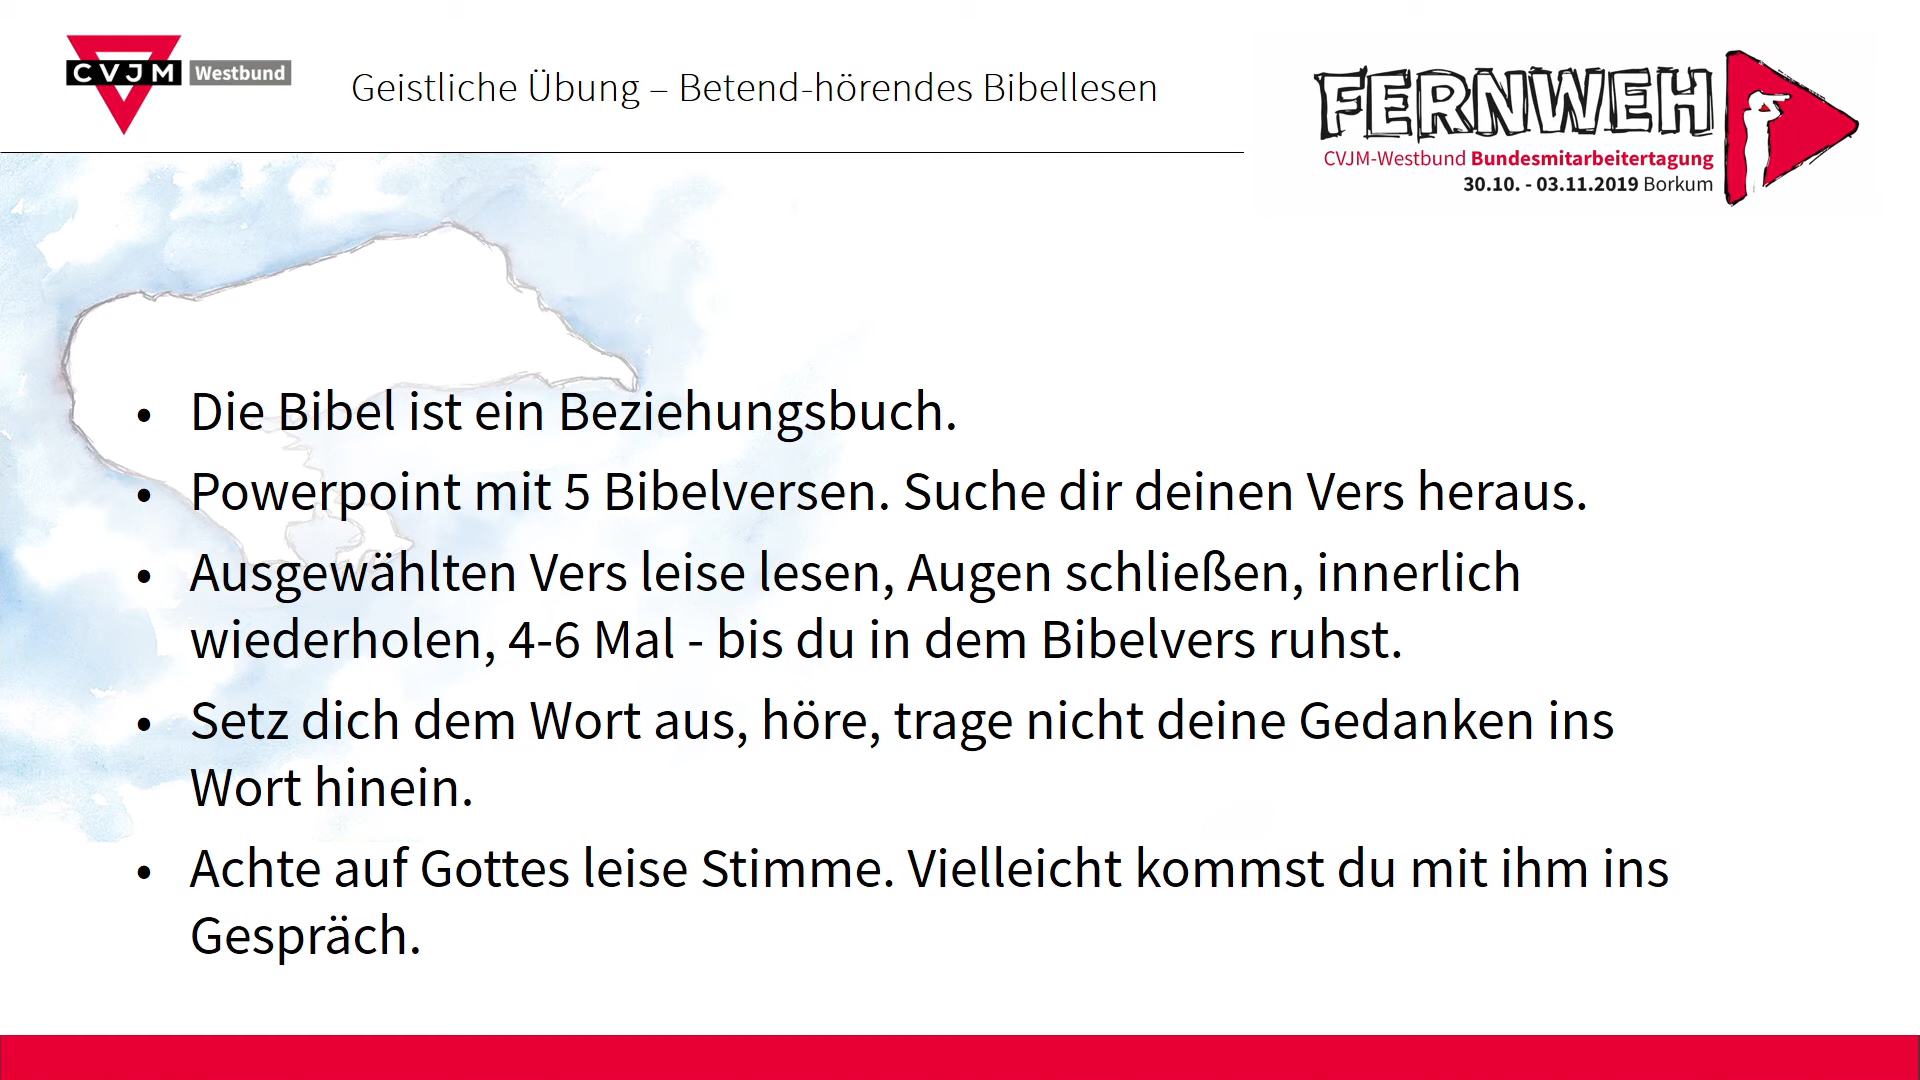 CVJM Westbund
Geistliche Übung – Betend-hörendes Bibellesen
FERNWEH
CVJM-Westbund Bundesmitarbeitertagung
30.10. - 03.11.2019 Borkum
• Die Bibel ist ein Beziehungsbuch.
• Powerpoint mit 5 Bibelversen. Suche dir deinen Vers heraus.
• Ausgewählten Vers leise lesen, Augen schließen, innerlich
wiederholen, 4-6 Mal - bis du in dem Bibelvers ruhst.
• Setz dich dem Wort aus, höre, trage nicht deine Gedanken ins
Wort hinein.
• Achte auf Gottes leise Stimme. Vielleicht kommst du mit ihm ins
Gespräch.